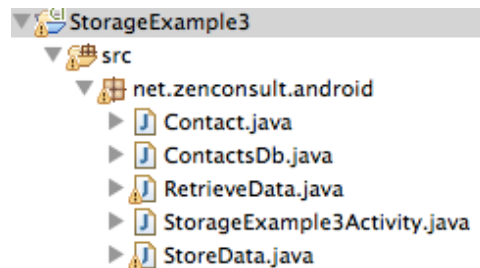 StorageExample3
src
net.zenconsult.android
Contact.java
ContactsDb.java
RetrieveData.java
StorageExample3Activity.java
StoreData.java